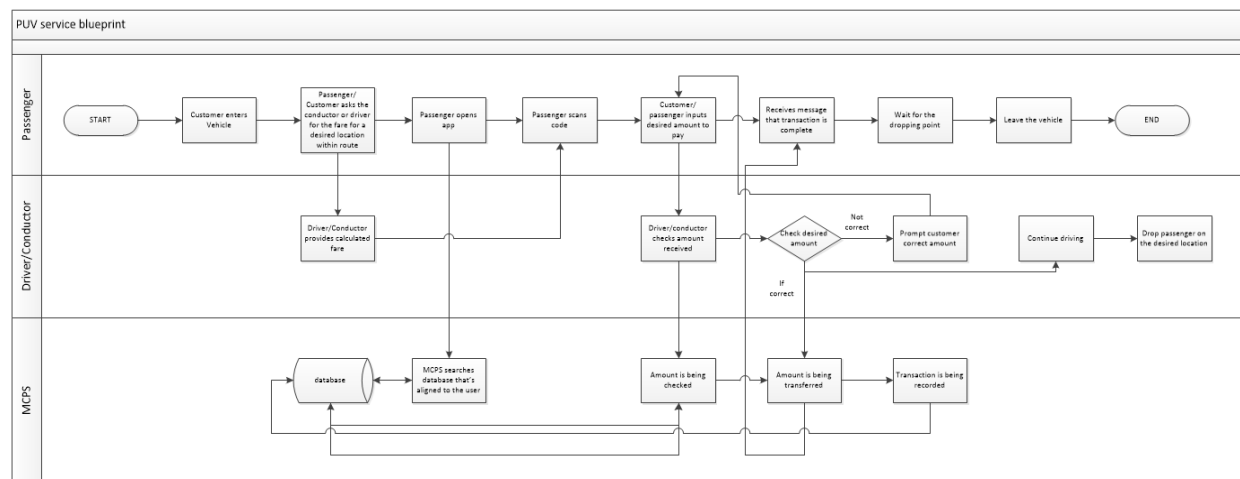 PUV service blueprint
Passenger
START
Customer enters
Vehicle
Passenger/
Customer asks the
conductor or driver
for the fare for a
desired location
within route
Passenger opens
app
Passenger scans
code
Customer/
passenger inputs
desired amount to
pay
Receives message
that transaction is
complete
Wait for the
dropping point
Leave the vehicle
END
Driver/Conductor
Driver/Conductor
provides calculated
fare
Driver/conductor
checks amount
received
Check desired
amount
Not
correct
If
correct
Prompt customer
correct amount
Continue driving
Drop passenger on
the desired location
MCPS
database
MCPS searches
database that's
aligned to the user
Amount is being
checked
Amount is being
transferred
Transaction is being
recorded